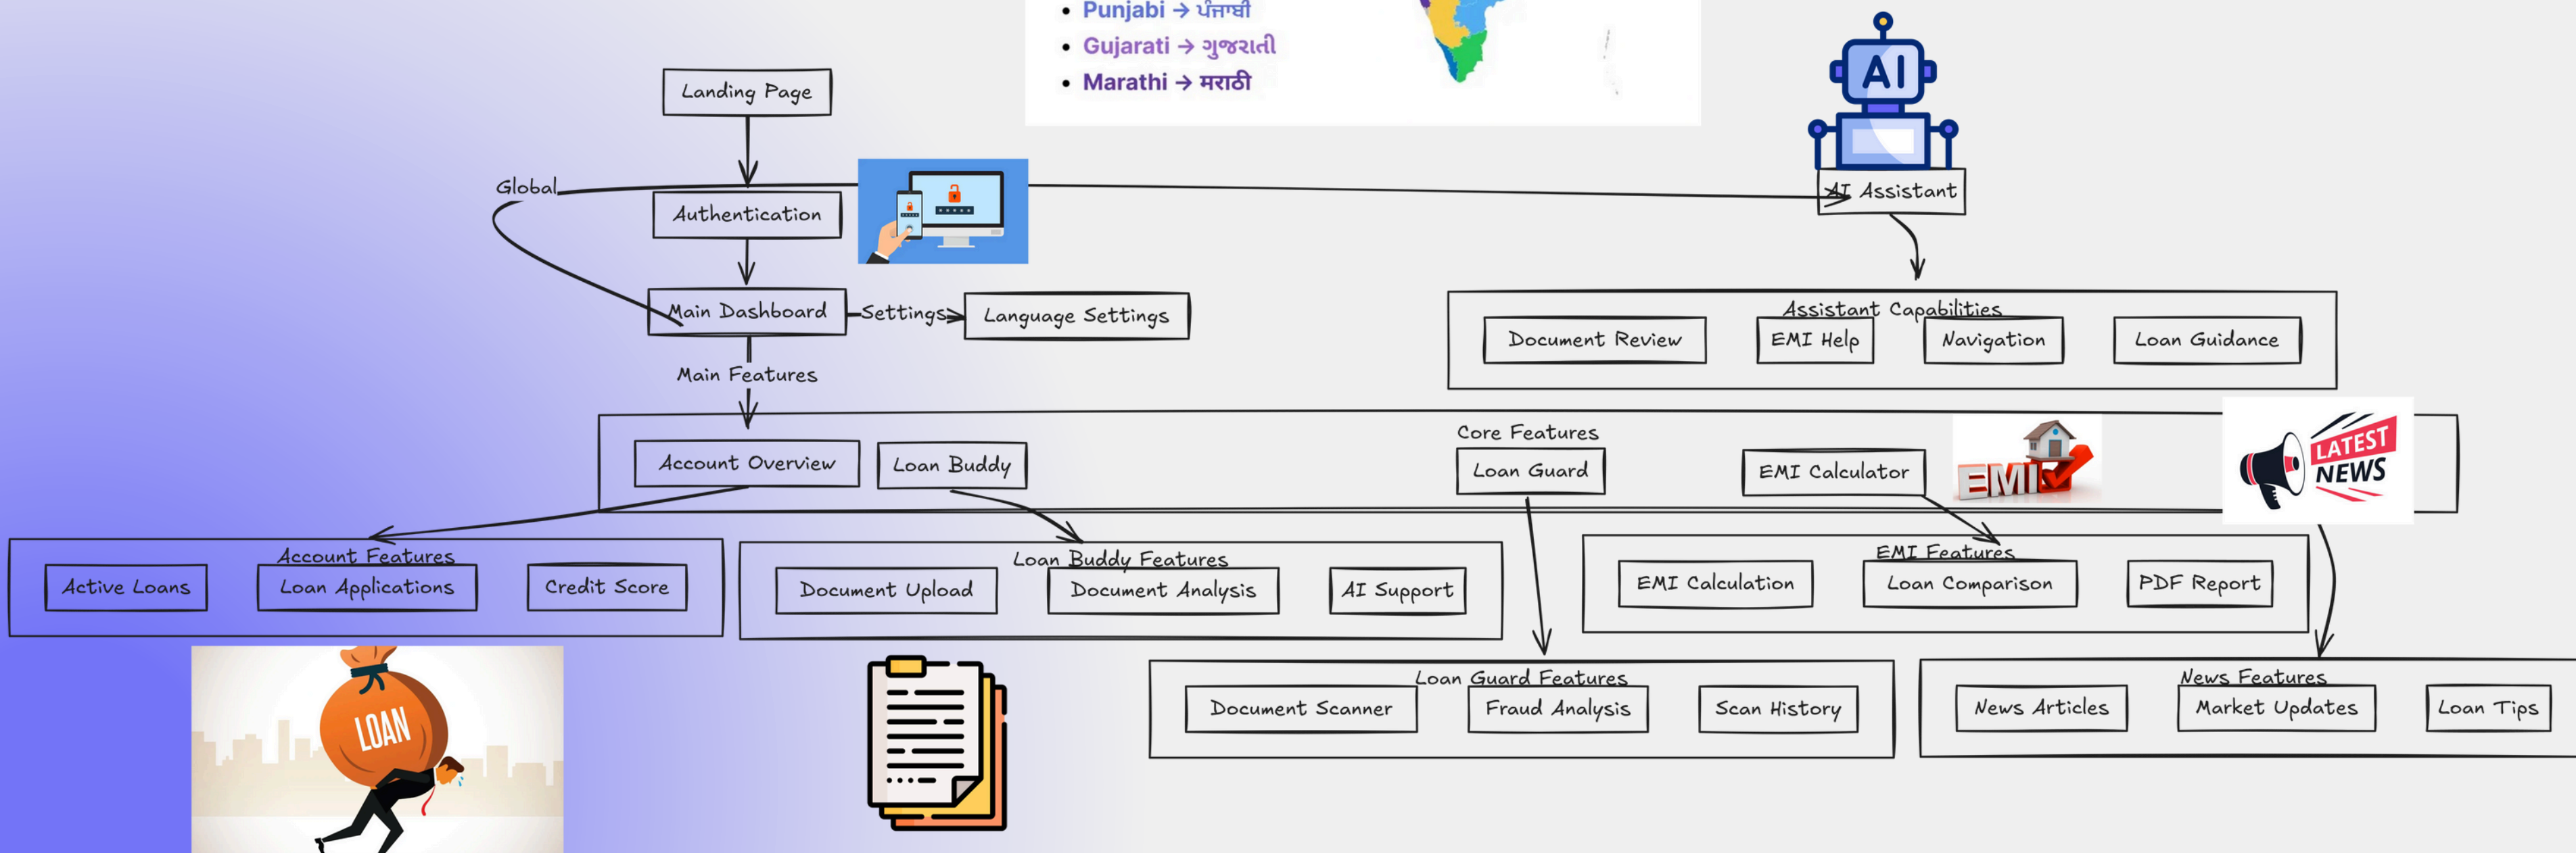 Punjabi → ਪੰਜਾਬੀ
Gujarati → ગુજરાતી
Marathi → मराठी
AI
Landing Page
Global
AI Assistant
Authentication
Main Dashboard
Settings
Language Settings
Assistant Capabilities
Document Review
EMI Help
Navigation
Loan Guidance
Main Features
Core Features
Account Overview
Loan Buddy
Loan Guard
EMI Calculator
EMI
LATEST
NEWS
Account Features
Active Loans
Loan Applications
Credit Score
Loan Buddy Features
Document Upload
Document Analysis
AI Support
EMI Features
EMI Calculation
Loan Comparison
PDF Report
Loan Guard Features
Document Scanner
Fraud Analysis
Scan History
News Features
News Articles
Market Updates
Loan Tips
LOAN